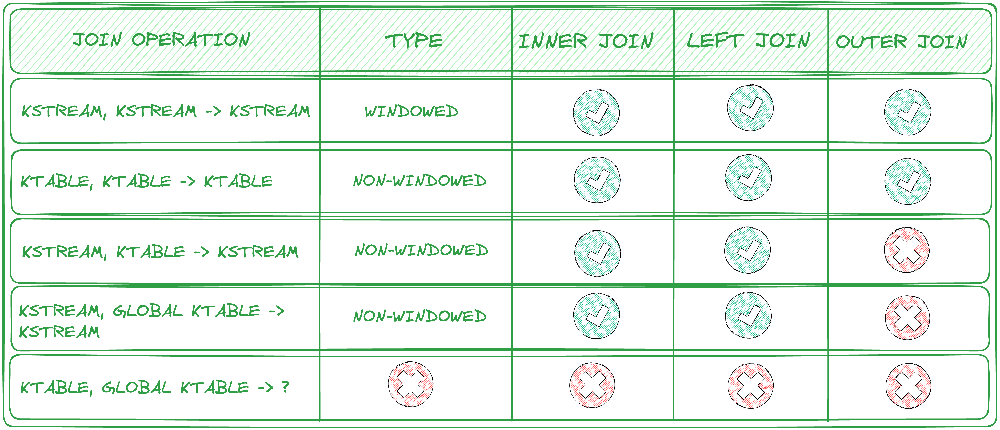 JOIN OPERATION
TYPE
INNER JOIN
LEFT JOIN
OUTER JOIN
KSTREAM, KSTREAM -> KSTREAM
WINDOWED
KTABLE, KTABLE -> KTABLE
NON-WINDOWED
KSTREAM, KTABLE -> KSTREAM
NON-WINDOWED
KSTREAM, GLOBAL KTABLE ->
KSTREAM
NON-WINDOWED
KTABLE, GLOBAL KTABLE -> ?